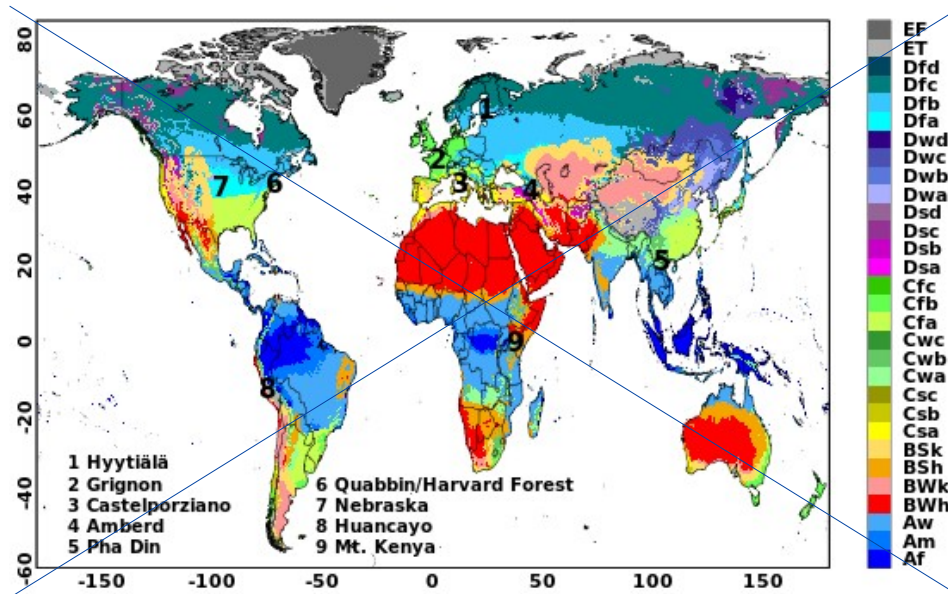 80
60
40
20
0
-20
-40
-60
-150 -100 -50 0 50 100 150
1
2
3
4
5
6
7
8
9
1 Hyytiälä
2 Grignon
3 Castelporziano
4 Amberd
5 Pha Din
6 Quabbin/Harvard Forest
7 Nebraska
8 Huancayo
9 Mt. Kenya
EF
ET
Dfd
Dfc
Dfb
Dfa
Dwd
Dwc
Dwb
Dwa
Dsd
Dsc
Dsb
Dsa
Cfc
Cfb
Cfa
Cwc
Cwb
Cwa
Csc
Csb
Csa
BSk
BSh
BWk
BWh
Aw
Am
Af